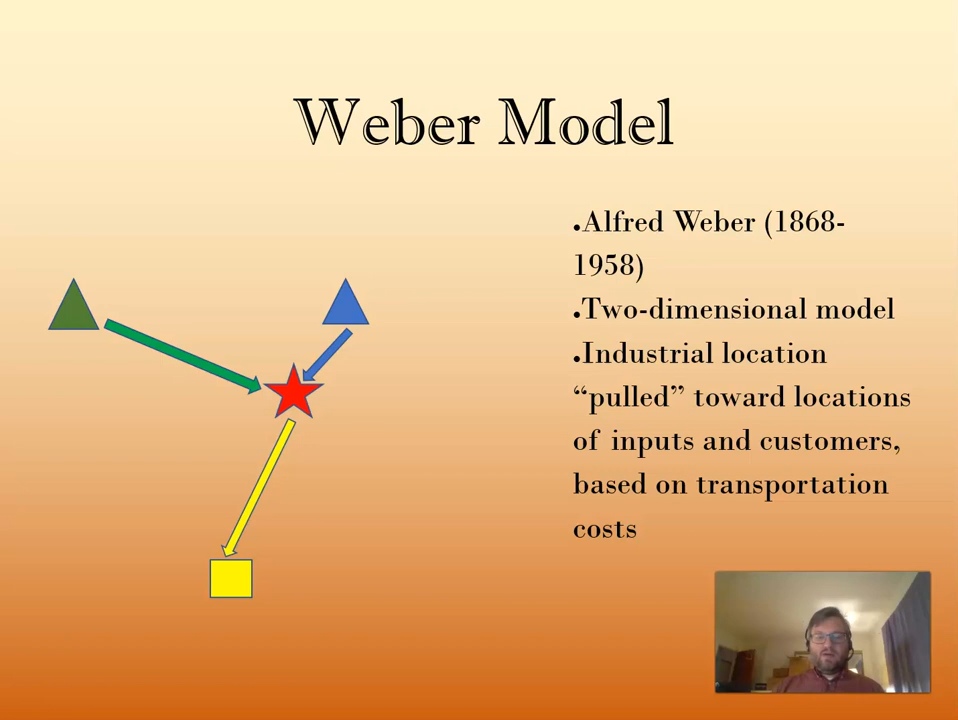 Weber Model
●Alfred Weber (1868-
1958)
●Two-dimensional model
●Industrial location
“pulled” toward locations
of inputs and customers,
based on transportation
costs